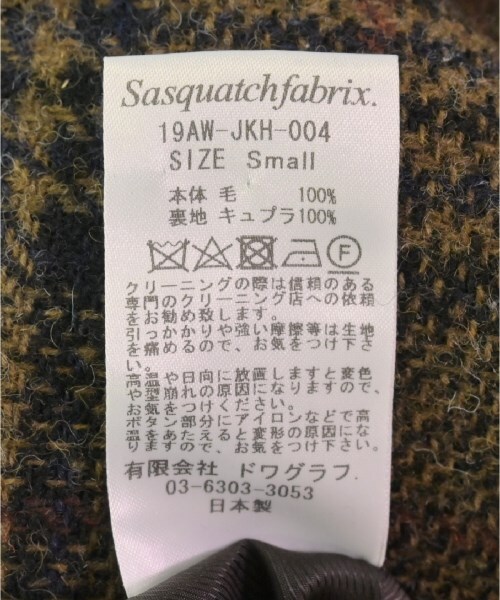 Sasquatchfabrix.
19AW-JKH-004
SIZE Small
本体 毛 100%
裏地 キュプラ100%
F
クリーニングの際は信頼のある
専門のクリーニング店への依頼
をお勧め致します。
引っかかりや強い摩擦等は生地
を痛めるので、お気をつけ下さ
い。
高温や日向に放置しますと変色
や型崩れの原因になりますので、
お気をつけください。
ボタン部分にアイロンなどで高
温をあたえると変形の原因にな
りますので、お気をつけ下さい。
有限会社 ドワグラフ.
03-6303-3053
日本製